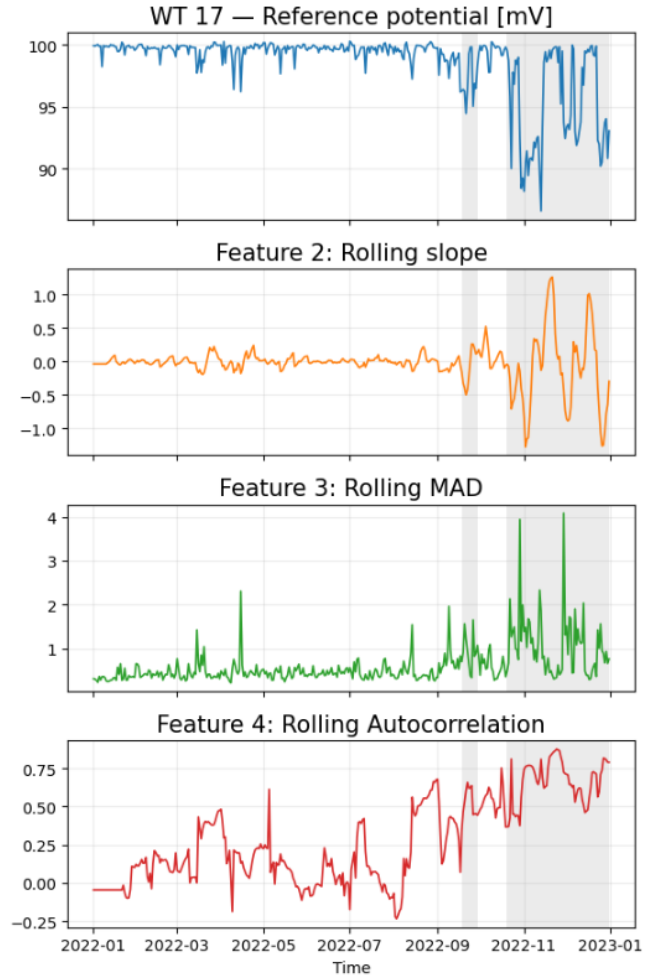 WT 17 — Reference potential [mV]
100
95
90
Feature 2: Rolling slope
1.0
0.5
0.0
−0.5
−1.0
Feature 3: Rolling MAD
4
3
2
1
Feature 4: Rolling Autocorrelation
0.75
0.50
0.25
0.00
−0.25
2022-01 2022-03 2022-05 2022-07 2022-09 2022-11 2023-01
Time